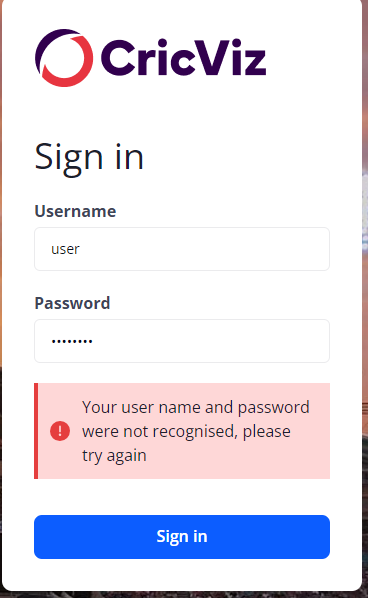 CricViz
Sign in
Username
user
Password
••••••••
Your user name and password
were not recognised, please
try again
Sign in